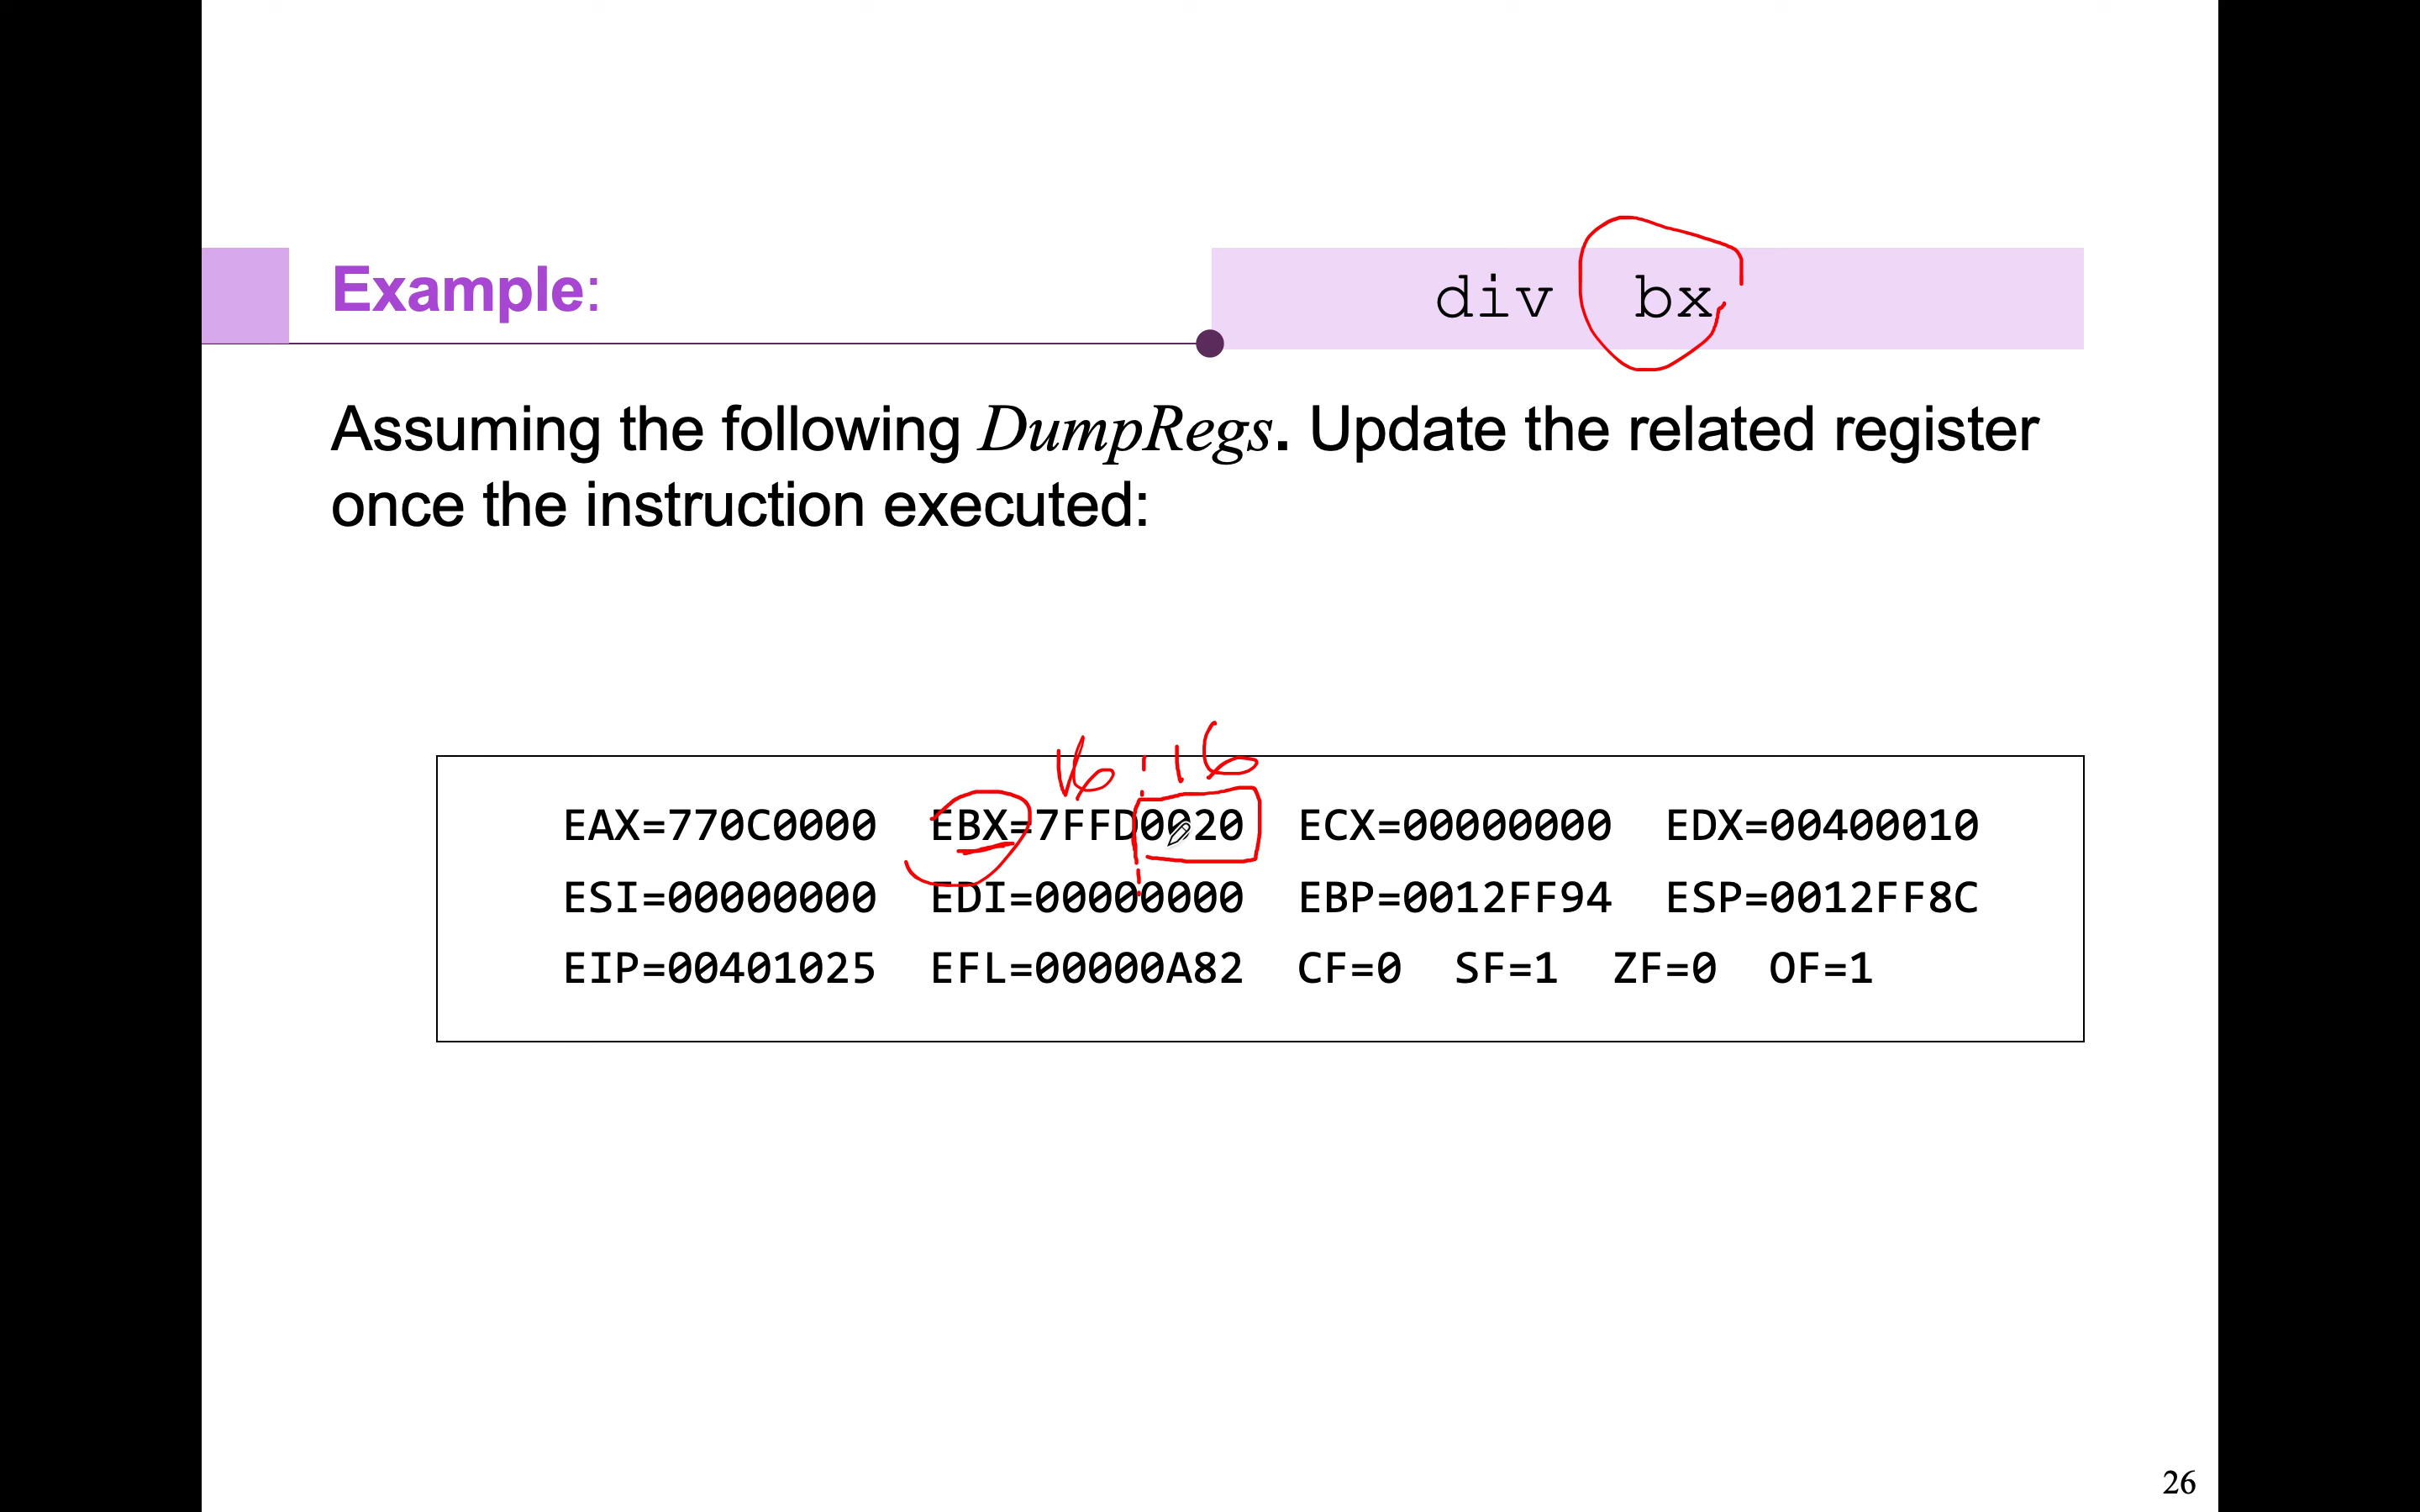 Example: div bx
Assuming the following DumpRegs. Update the related register
once the instruction executed:
16 16
EAX=770C0000 EBX=7FFD0020 ECX=00000000 EDX=00400010
ESI=00000000 EDI=00000000 EBP=0012FF94 ESP=0012FF8C
EIP=00401025 EFL=00000A82 CF=0 SF=1 ZF=0 OF=1
26